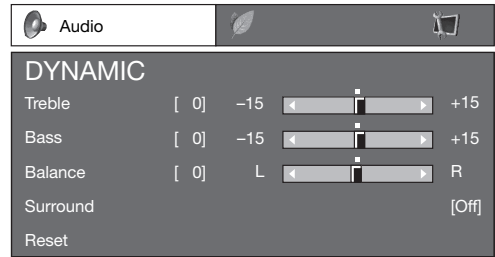 Audio
DYNAMIC
Treble [ 0] –15 +15
Bass [ 0] –15 +15
Balance [ 0] L R
Surround [Off]
Reset